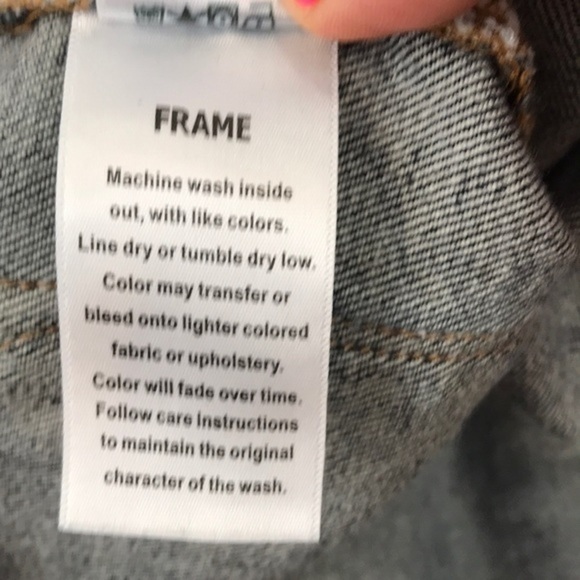 FRAME
Machine wash inside
out, with like colors.
Line dry or tumble dry low.
Color may transfer or
bleed onto lighter colored
fabric or upholstery.
Color will fade over time.
Follow care instructions
to maintain the original
character of the wash.